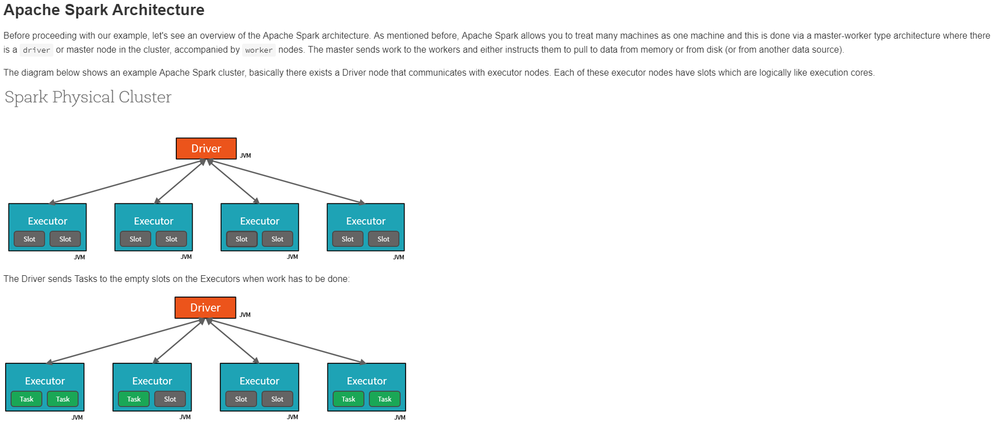 Apache Spark Architecture
Before proceeding with our example, let's see an overview of the Apache Spark architecture. As mentioned before, Apache Spark allows you to treat many machines as one machine and this is done via a master-worker type architecture where there
is a driver or master node in the cluster, accompanied by worker nodes. The master sends work to the workers and either instructs them to pull to data from memory or from disk (or from another data source).
The diagram below shows an example Apache Spark cluster, basically there exists a Driver node that communicates with executor nodes. Each of these executor nodes have slots which are logically like execution cores.
Spark Physical Cluster
Driver
JVM
Executor Executor Executor Executor
Slot Slot Slot Slot Slot Slot Slot Slot
JVM JVM JVM JVM
The Driver sends Tasks to the empty slots on the Executors when work has to be done:
Driver
JVM
Executor Executor Executor Executor
Task Task Task Slot Slot Slot Task Task
JVM JVM JVM JVM